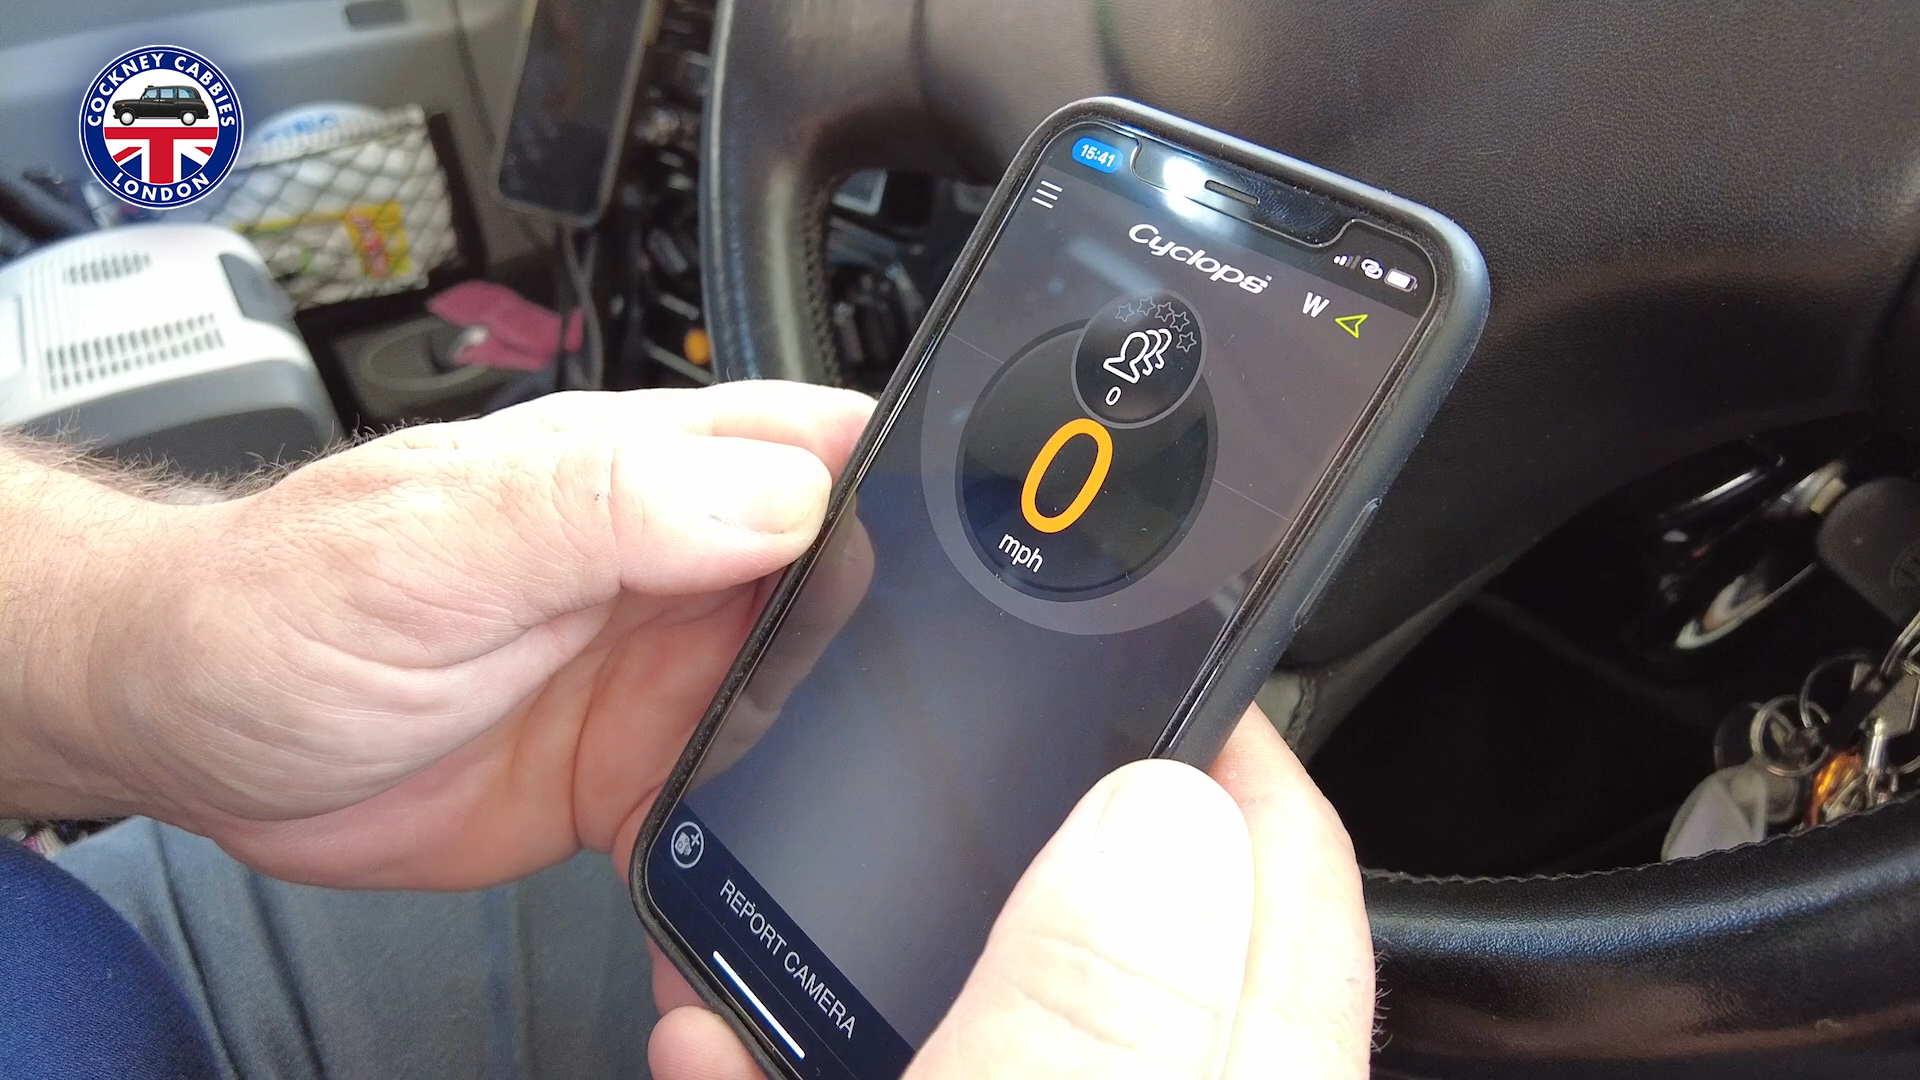 COCKNEY CABBIES
LONDON
15:41
Cyclops
W
0
0
mph
REPORT CAMERA